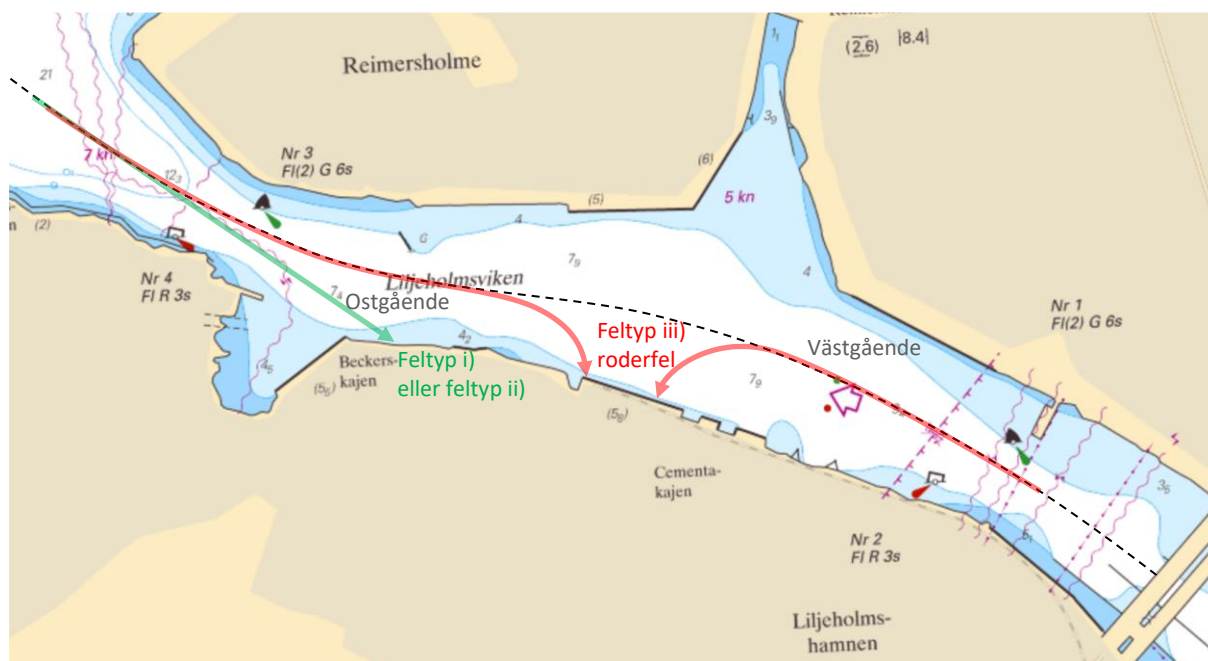 Reimersholme
(2.6) |8.4|
1₁
2¹
Nr 3
Fl(2) G 6s
3₉
(6)
7 kn
5 kn
12₃
(5)
4
G
(2)
7₉
4
Nr 4
Fl R 3s
Liljeholmsviken
7₄
Ostgående
Nr 1
Fl(2) G 6s
4₂
Feltyp iii)
roderfel
Västgående
Beckers-
kajen
Feltyp i)
eller feltyp ii)
4₅
(5₅)
7₉
(5₈)
Cementa-
kajen
3₅
5₁
Nr 2
Fl R 3s
Liljeholms-
hamnen